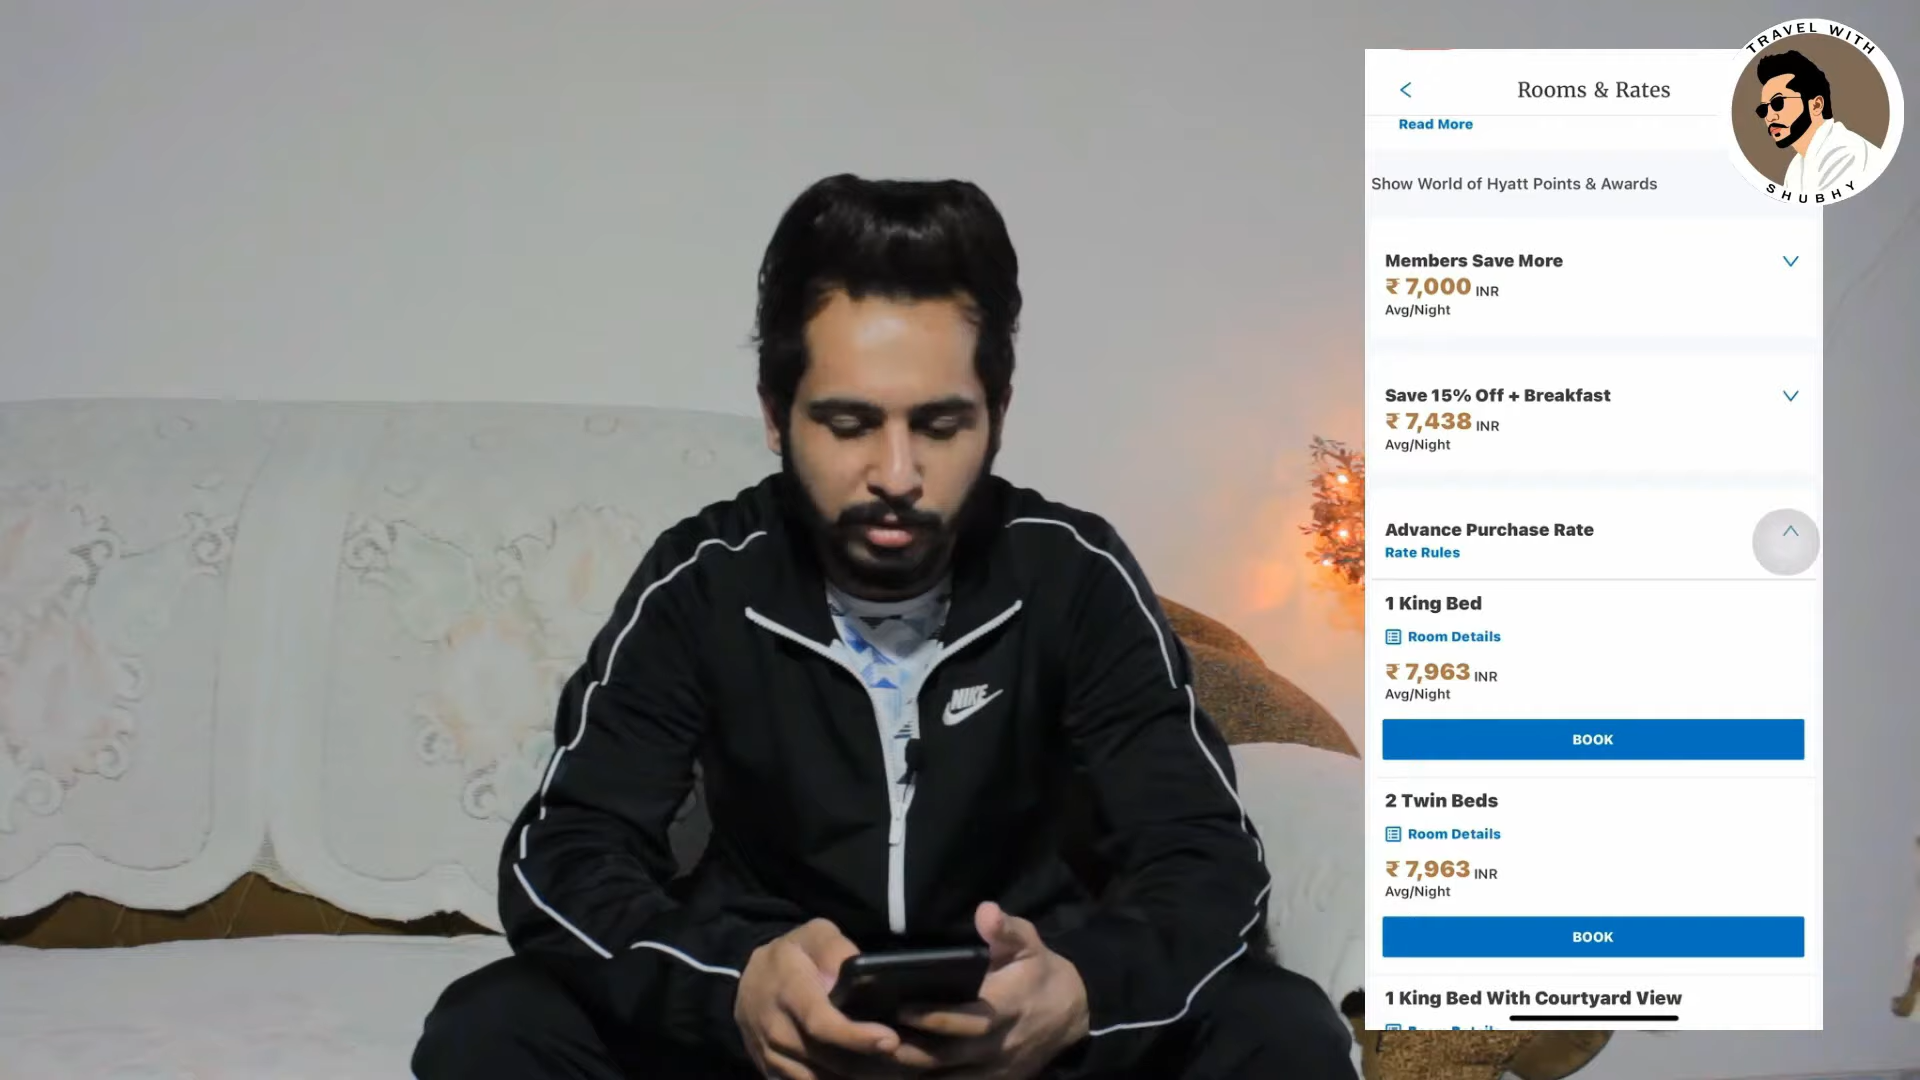 TRAVEL WITH
SHUBHY
Rooms & Rates
Read More
Show World of Hyatt Points & Awards
Members Save More
₹ 7,000 INR
Avg/Night
Save 15% Off + Breakfast
₹ 7,438 INR
Avg/Night
Advance Purchase Rate
Rate Rules
1 King Bed
Room Details
₹ 7,963 INR
Avg/Night
BOOK
2 Twin Beds
Room Details
₹ 7,963 INR
Avg/Night
BOOK
1 King Bed With Courtyard View
NIKE